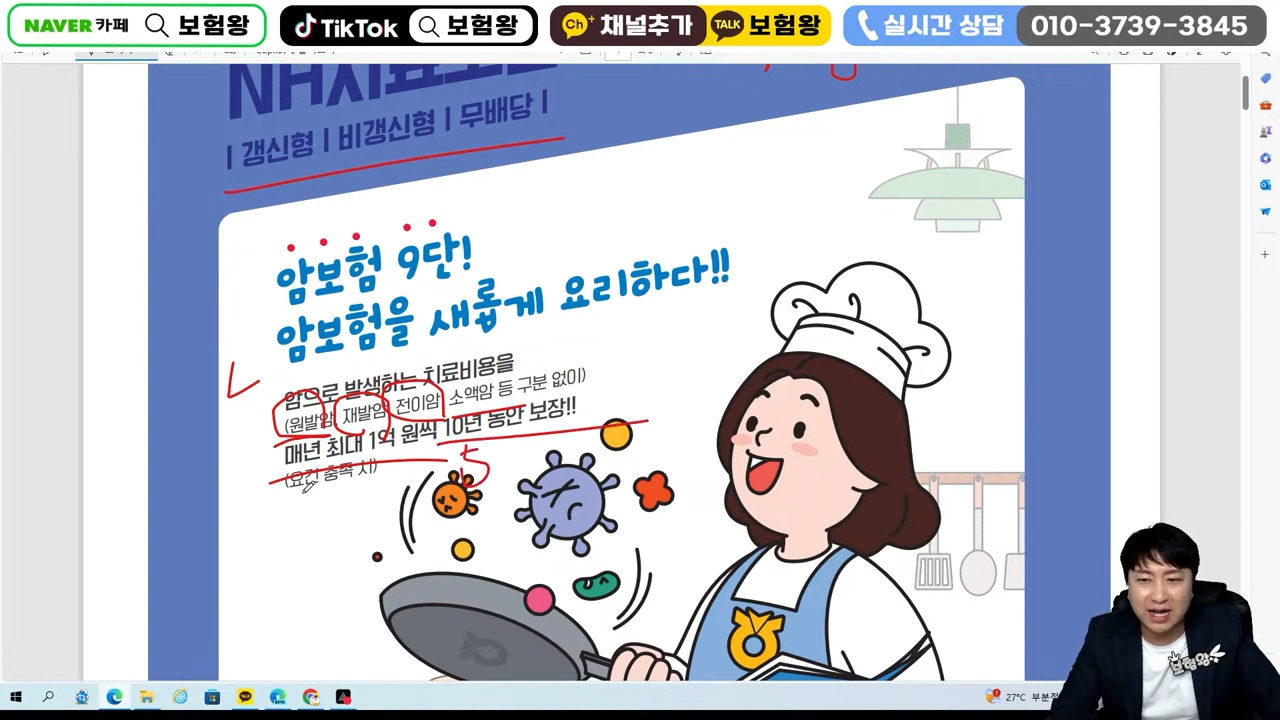 NAVER 카페 보험왕 TikTok 보험왕 Ch+ 채널추가 TALK 보험왕 실시간 상담 010-3739-3845
| 갱신형 | 비갱신형 | 무배당 |
암보험 9단!
암보험을 새롭게 요리하다!!
암으로 발생하는 치료비용을
(원발암, 재발암, 전이암, 소액암 등 구분 없이)
매년 최대 1억 원씩 10년 동안 보장!!
(요건 충족 시)
5
보험왕
TALK
27°C